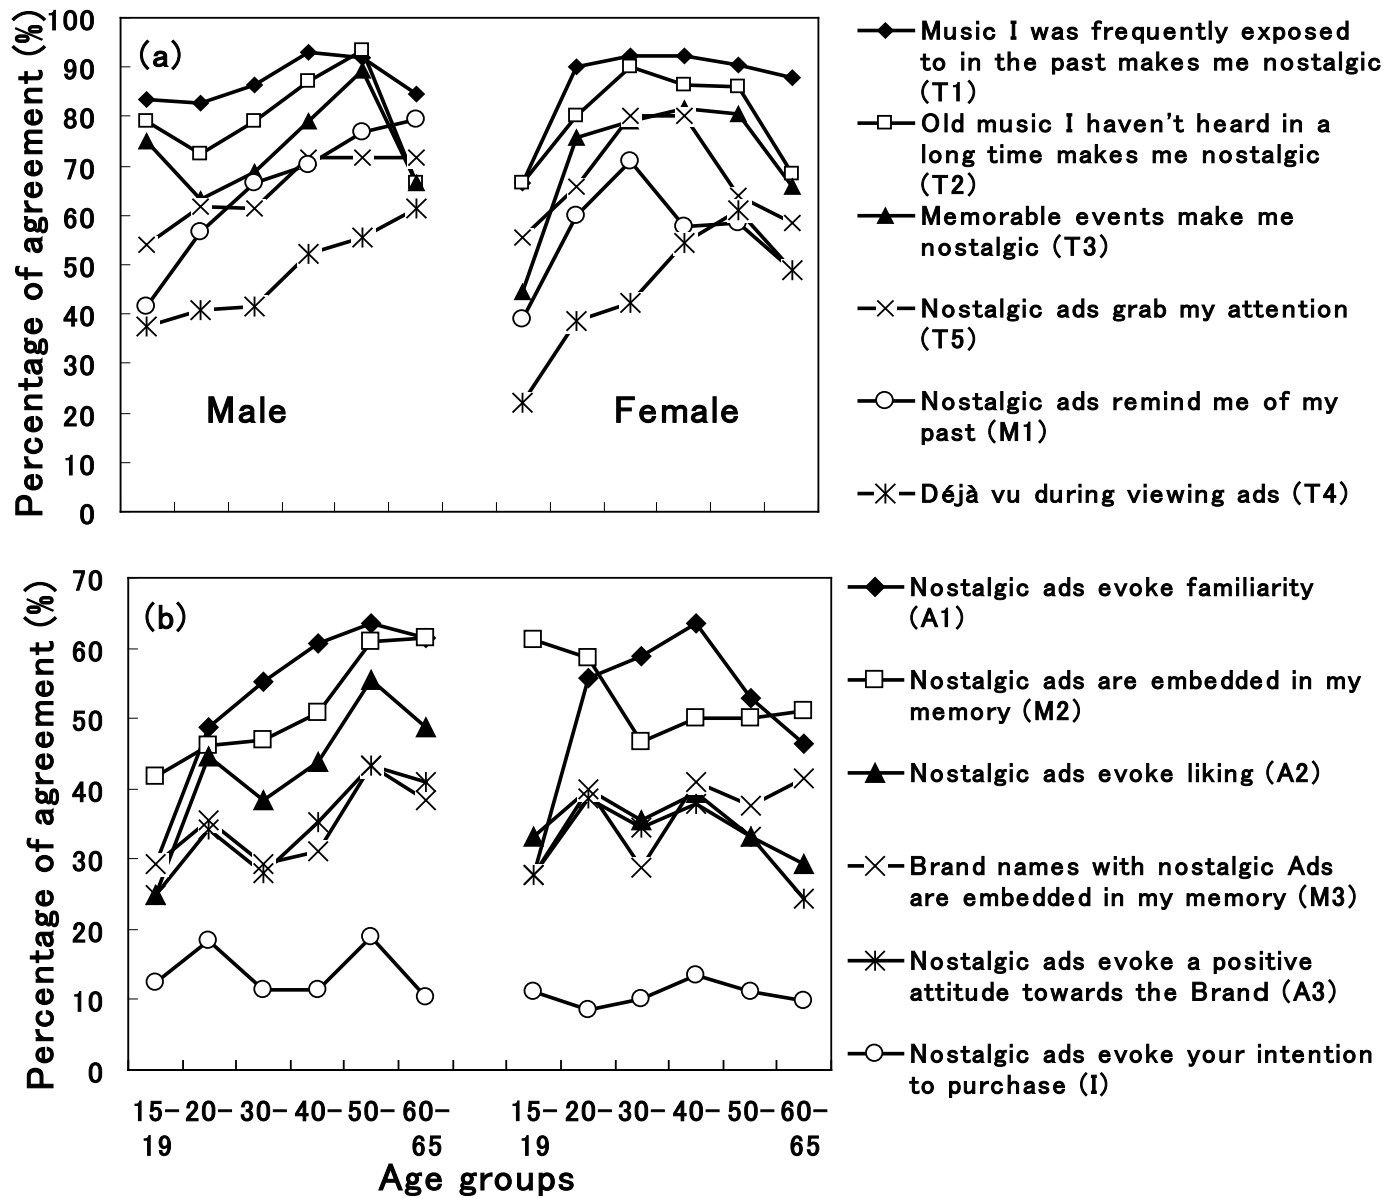 Percentage of agreement (%)
100
90
80
70
60
50
40
30
20
10
0
(a)
Male
Female
Music I was frequently exposed
to in the past makes me nostalgic
(T1)
Old music I haven't heard in a
long time makes me nostalgic
(T2)
Memorable events make me
nostalgic (T3)
Nostalgic ads grab my attention
(T5)
Nostalgic ads remind me of my
past (M1)
Déjà vu during viewing ads (T4)
Percentage of agreement (%)
70
60
50
40
30
20
10
0
(b)
Nostalgic ads evoke familiarity
(A1)
Nostalgic ads are embedded in my
memory (M2)
Nostalgic ads evoke liking (A2)
Brand names with nostalgic Ads
are embedded in my memory (M3)
Nostalgic ads evoke a positive
attitude towards the Brand (A3)
Nostalgic ads evoke your intention
to purchase (I)
15-20-30-40-50-60-
19 65
15-20-30-40-50-60-
19 65
Age groups